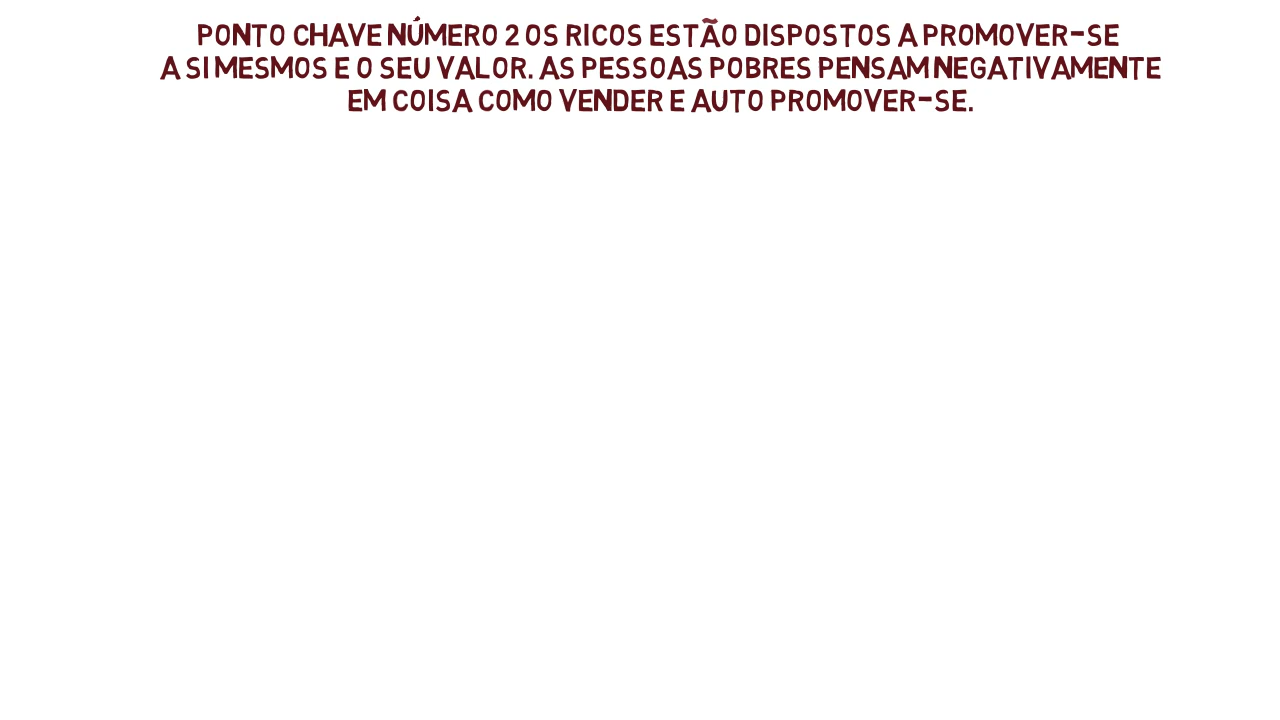 PONTO CHAVE NÚMERO 2 OS RICOS ESTÃO DISPOSTOS A PROMOVER-SE
A SI MESMOS E O SEU VALOR. AS PESSOAS POBRES PENSAM NEGATIVAMENTE
EM COISA COMO VENDER E AUTO PROMOVER-SE.